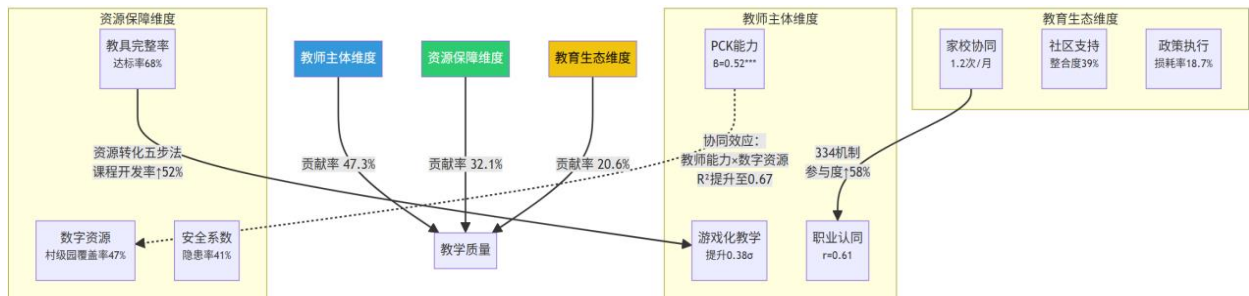 资源保障维度
教具完整率
达标率68%
资源转化五步法
课程开发率↑52%
数字资源
村级园覆盖率47%
安全系数
隐患率41%
教师主体维度
资源保障维度
教育生态维度
贡献率 47.3%
贡献率 32.1%
贡献率 20.6%
教学质量
教师主体维度
PCK能力
β=0.52***
协同效应：
教师能力×数字资源
R²提升至0.67
游戏化教学
提升0.38σ
职业认同
r=0.61
教育生态维度
家校协同
1.2次/月
社区支持
整合度39%
政策执行
损耗率18.7%
334机制
参与度↑58%